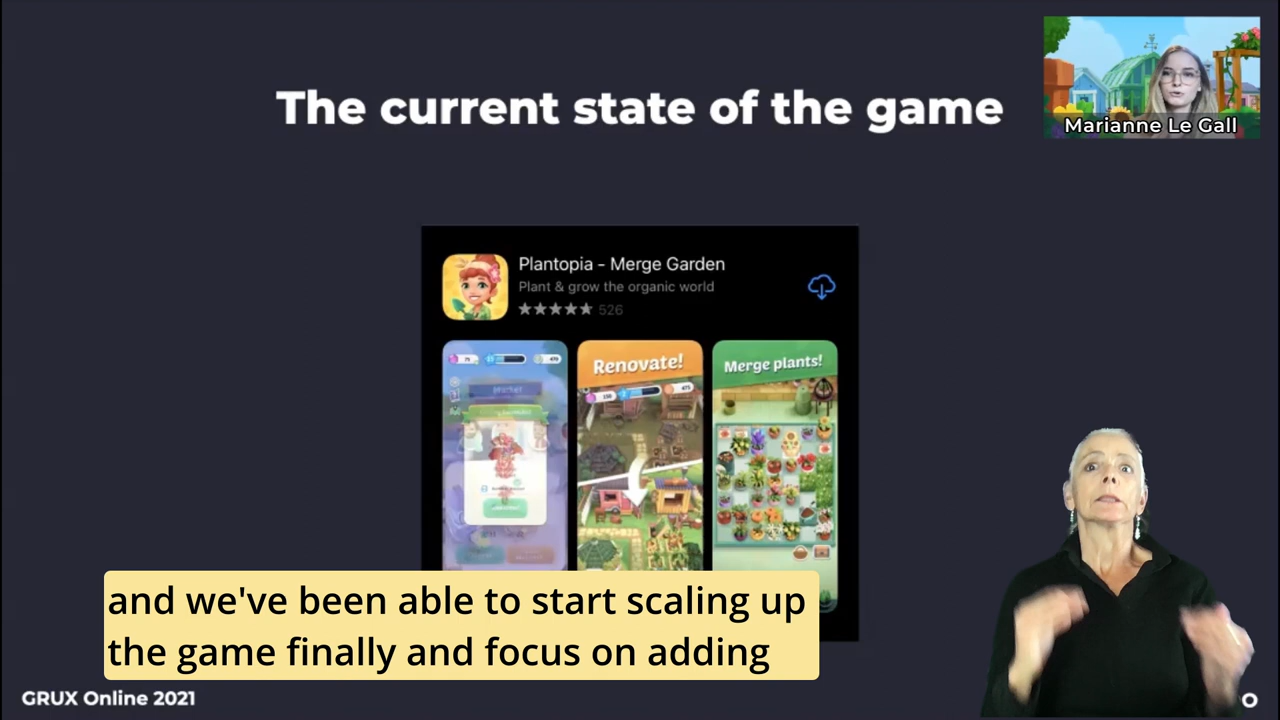 The current state of the game
Marianne Le Gall
Plantopia - Merge Garden
Plant & grow the organic world
526
Renovate!
Merge plants!
and we've been able to start scaling up
the game finally and focus on adding
GRUX Online 2021